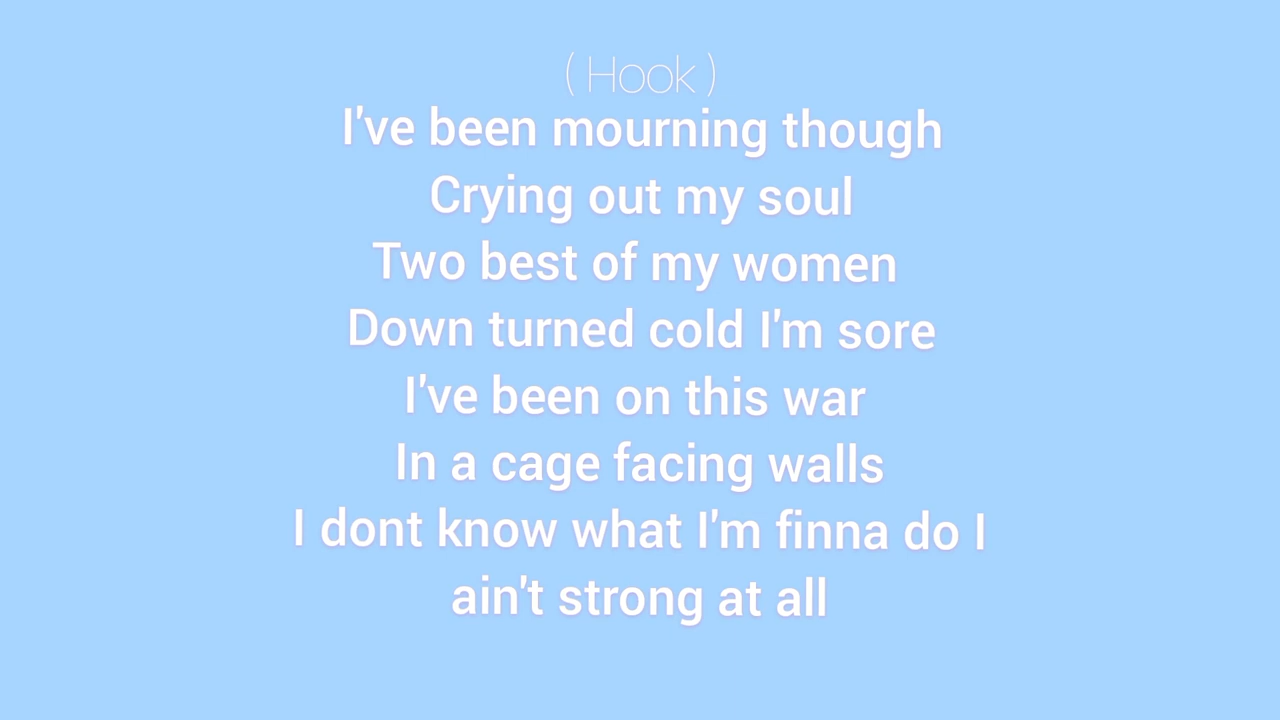 ( Hook )
I've been mourning though
Crying out my soul
Two best of my women
Down turned cold I'm sore
I've been on this war
In a cage facing walls
I dont know what I'm finna do I
ain't strong at all